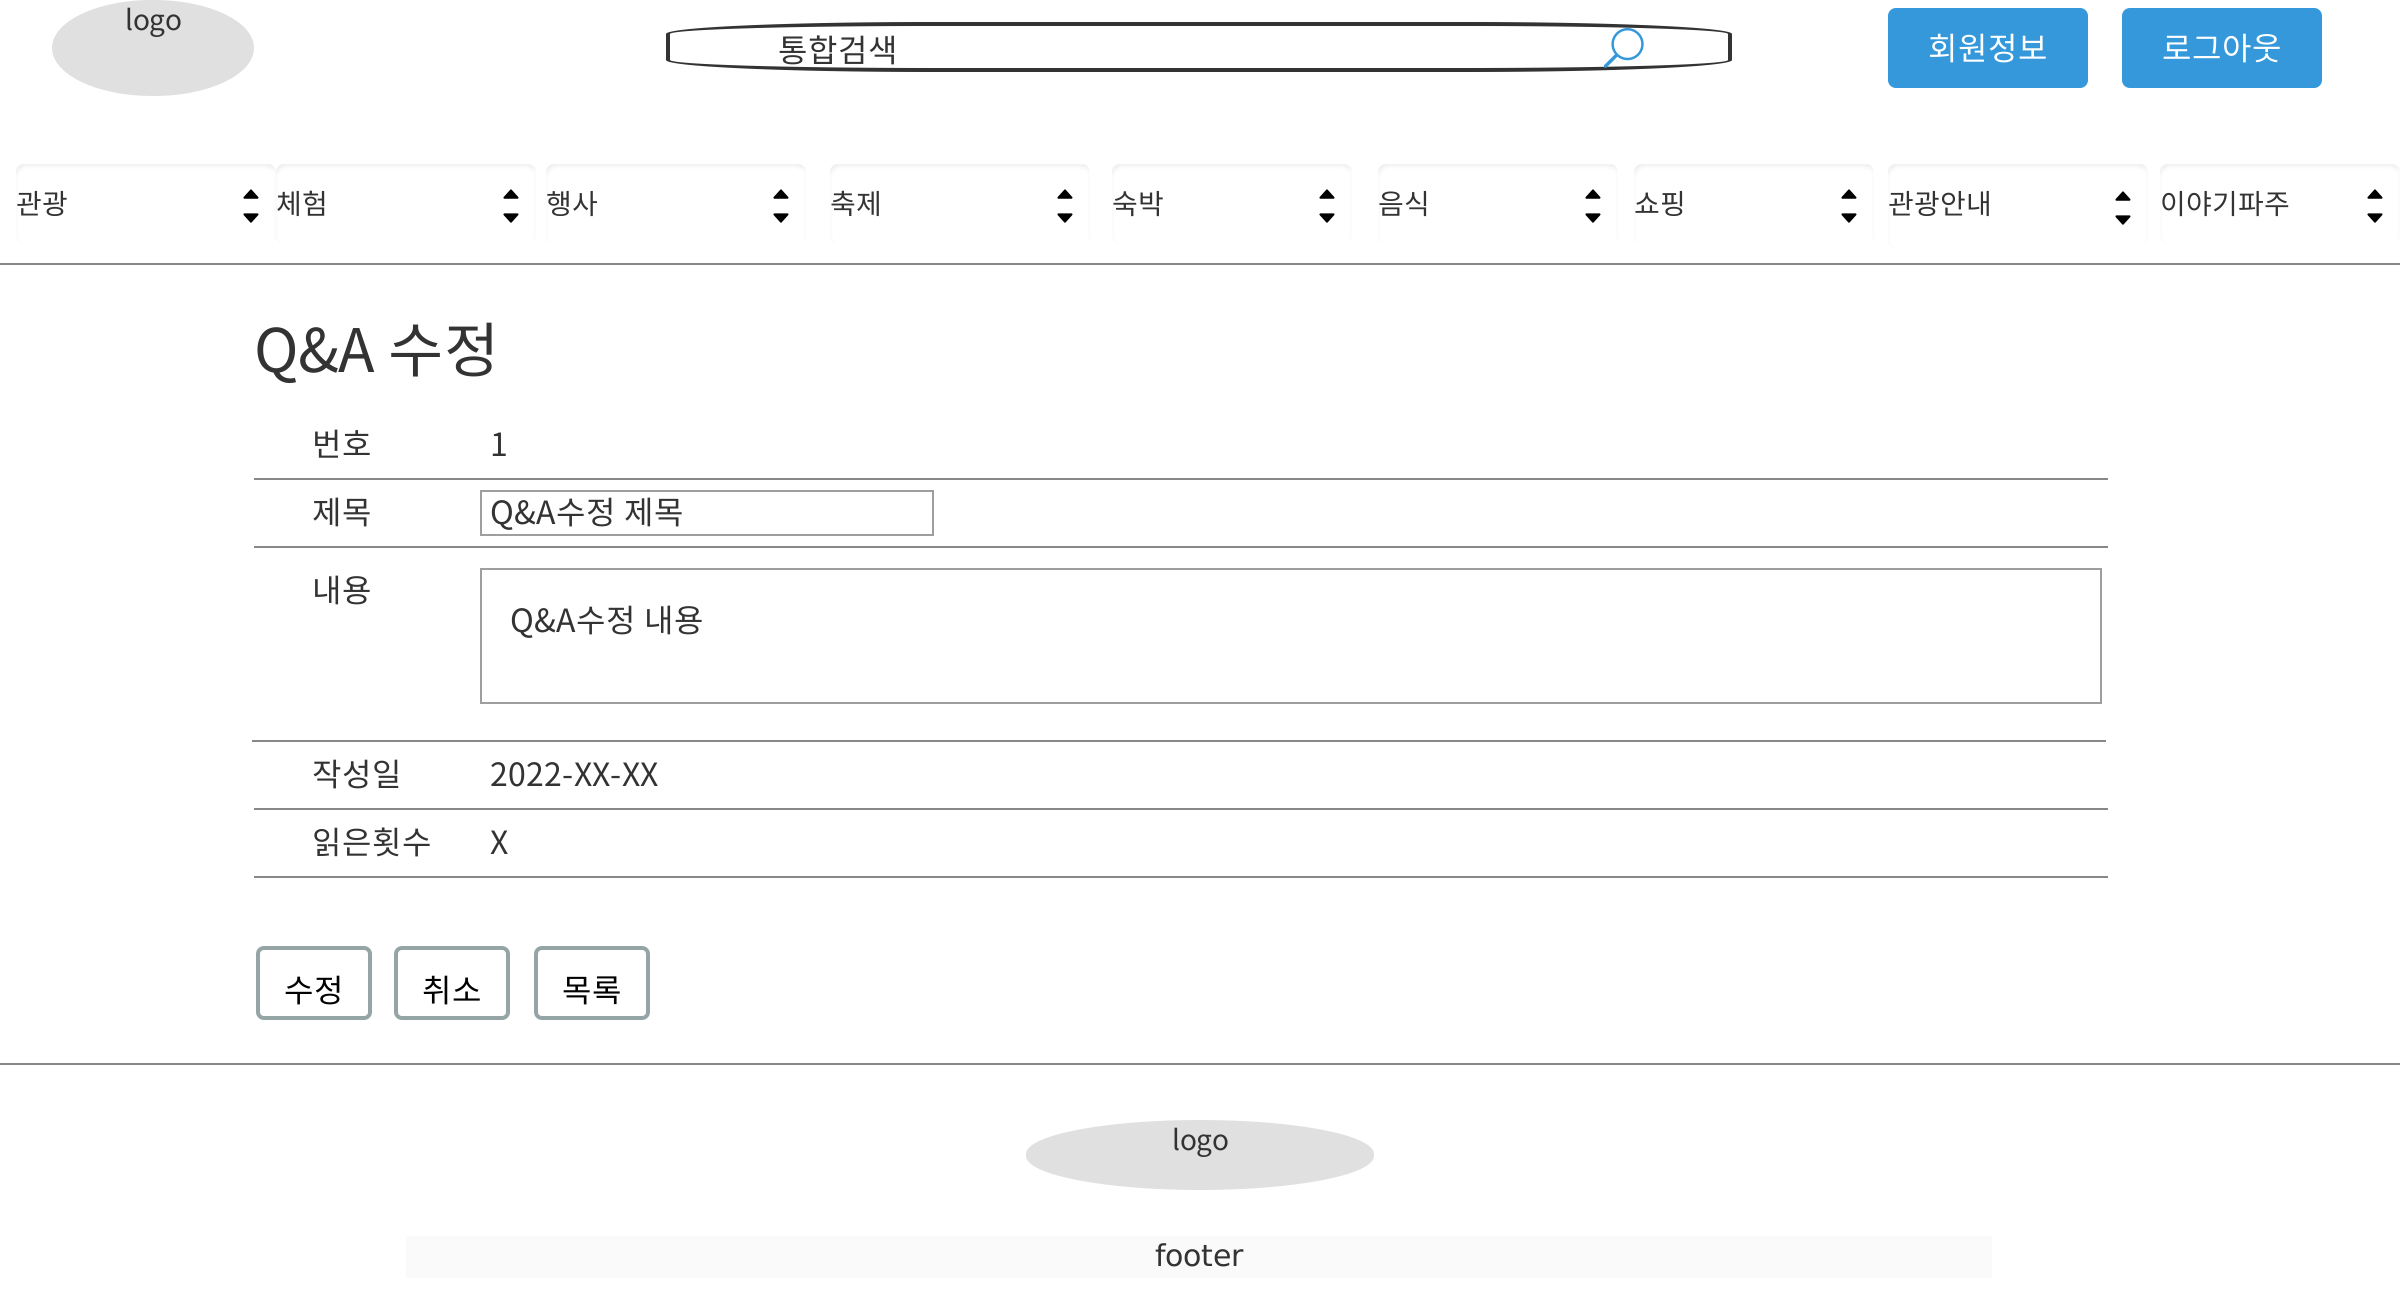 logo
통합검색
회원정보
로그아웃
관광
체험
행사
축제
숙박
음식
쇼핑
관광안내
이야기파주
Q&A 수정
번호 1
제목 Q&A수정 제목
내용 Q&A수정 내용
작성일 2022-XX-XX
읽은횟수 X
수정
취소
목록
logo
footer